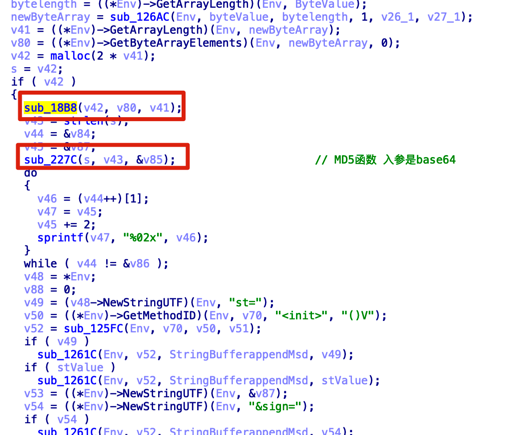 bytelength = ((*Env)->GetArrayLength)(Env, ByteValue);
newByteArray = sub_126AC(Env, byteValue, bytelength, 1, v26_1, v27_1);
v41 = ((*Env)->GetArrayLength)(Env, newByteArray);
v80 = ((*Env)->GetByteArrayElements)(Env, newByteArray, 0);
v42 = malloc(2 * v41);
s = v42;
if ( v42 )
{
sub_18B8(v42, v80, v41);
v43 = strlen(s);
v44 = &v84;
v45 = &v87;
sub_227C(s, v43, &v85); // MD5函数 入参是base64
do
{
v46 = (v44++)[1];
v47 = v45;
v45 += 2;
sprintf(v47, "%02x", v46);
}
while ( v44 != &v86 );
v48 = *Env;
v88 = 0;
v49 = (v48->NewStringUTF)(Env, "st=");
v50 = ((*Env)->GetMethodID)(Env, v70, "<init>", "()V");
v52 = sub_125FC(Env, v70, v50, v51);
if ( v49 )
sub_1261C(Env, v52, StringBufferappendMsd, v49);
if ( stValue )
sub_1261C(Env, v52, StringBufferappendMsd, stValue);
v53 = ((*Env)->NewStringUTF)(Env, &v87);
v54 = ((*Env)->NewStringUTF)(Env, "&sign=");
if ( v54 )
sub_1261C(Env, v52, StringBufferappendMsd, v54);